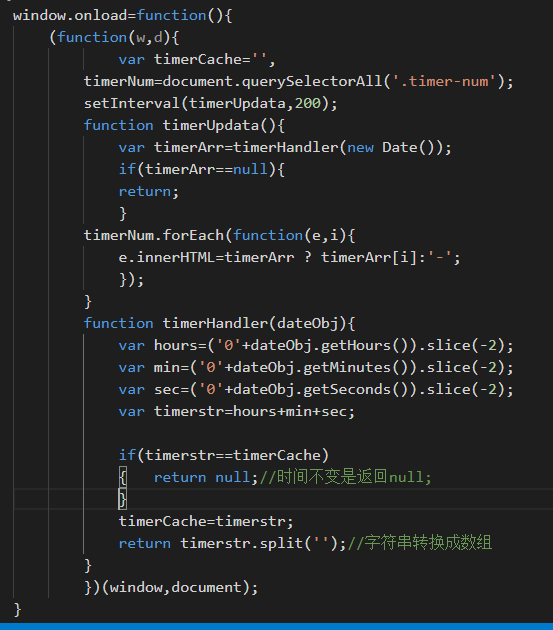 window.onload=function(){
(function(w,d){
var timerCache='',
timerNum=document.querySelectorAll('.timer-num');
setInterval(timerUpdata,200);
function timerUpdata(){
var timerArr=timerHandler(new Date());
if(timerArr==null){
return;
}
timerNum.forEach(function(e,i){
e.innerHTML=timerArr ? timerArr[i]:'-';
});
}
function timerHandler(dateObj){
var hours=('0'+dateObj.getHours()).slice(-2);
var min=('0'+dateObj.getMinutes()).slice(-2);
var sec=('0'+dateObj.getSeconds()).slice(-2);
var timerstr=hours+min+sec;
if(timerstr==timerCache)
{ return null;//时间不变是返回null;
}
timerCache=timerstr;
return timerstr.split('');//字符串转换成数组
}
})(window,document);
}